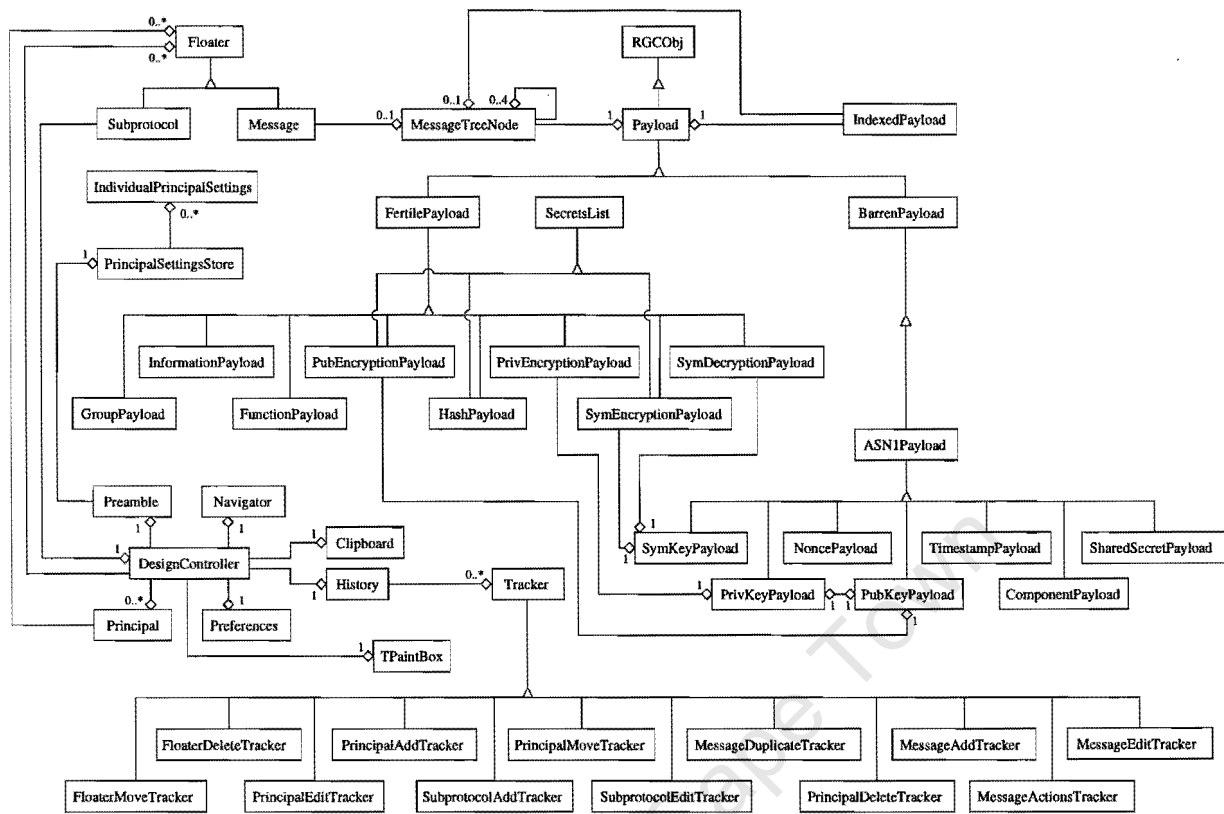 0..*
Floater
0..*
RGCObj
Subprotocol
Message
0..1
0..1
0..4
MessageTreeNode
1
Payload
1
IndexedPayload
IndividualPrincipalSettings
0..*
1
PrincipalSettingsStore
FertilePayload
SecretsList
BarrenPayload
InformationPayload
PubEncryptionPayload
PrivEncryptionPayload
SymDecryptionPayload
GroupPayload
FunctionPayload
HashPayload
SymEncryptionPayload
ASN1Payload
Preamble
Navigator
1
1
1
DesignController
1
Clipboard
1
History
0..*
Tracker
0..*
1
Principal
Preferences
1
TPaintBox
1
1
SymKeyPayload
NoncePayload
TimestampPayload
SharedSecretPayload
1
PrivKeyPayload
1
1
PubKeyPayload
1
ComponentPayload
FloaterDeleteTracker
PrincipalAddTracker
PrincipalMoveTracker
MessageDuplicateTracker
MessageAddTracker
MessageEditTracker
FloaterMoveTracker
PrincipalEditTracker
SubprotocolAddTracker
SubprotocolEditTracker
PrincipalDeleteTracker
MessageActionsTracker
ape Town